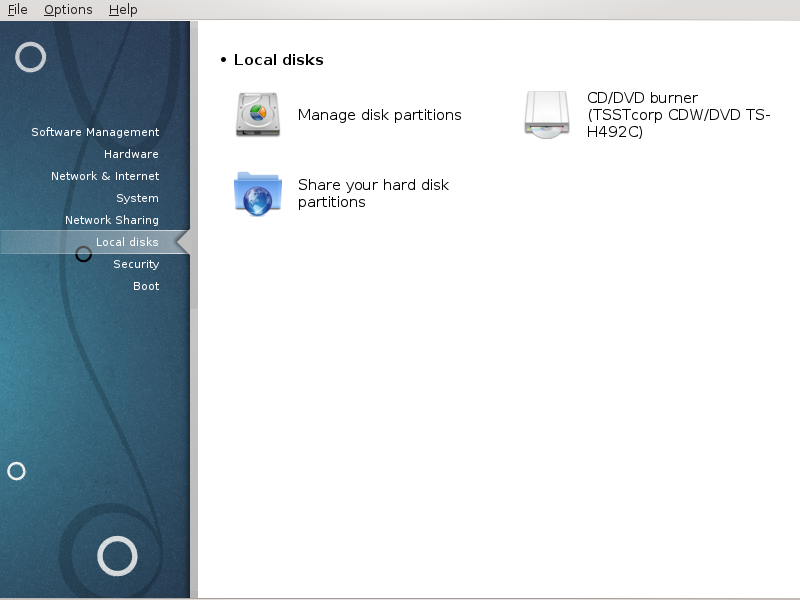 File Options Help
Software Management
Hardware
Network & Internet
System
Network Sharing
Local disks
Security
Boot
• Local disks
Manage disk partitions
CD/DVD burner
(TSSTcorp CDW/DVD TS-
H492C)
Share your hard disk
partitions